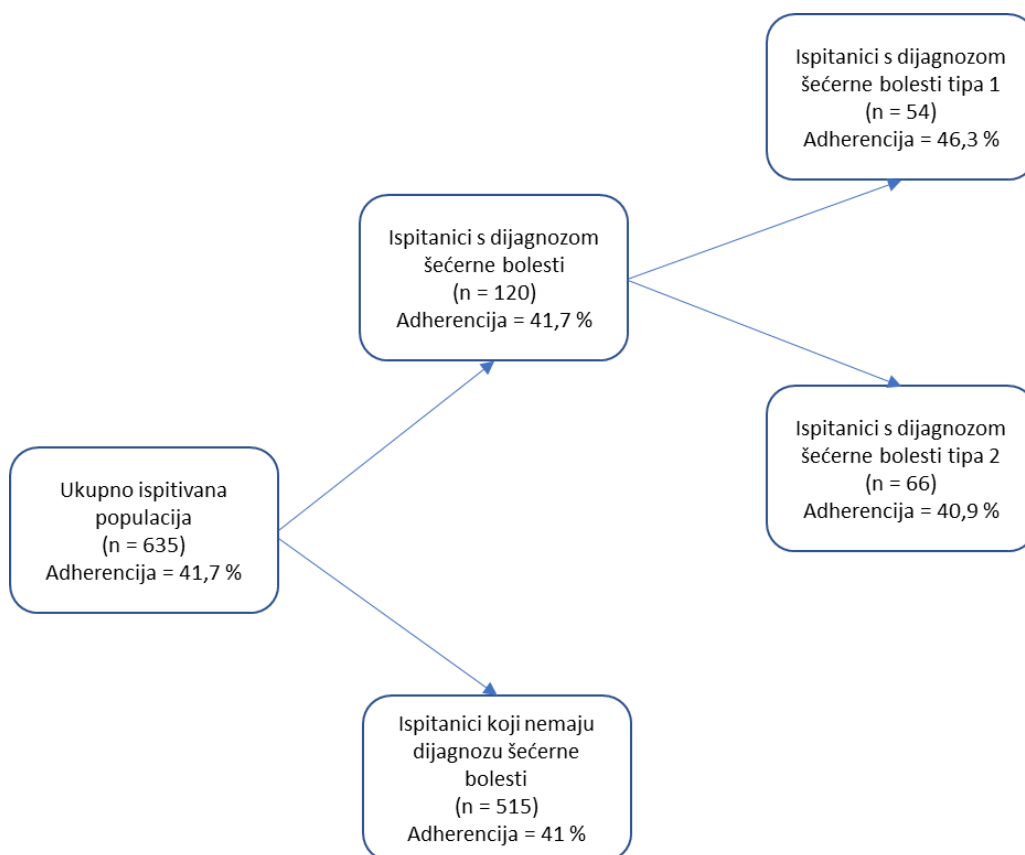 Ispitanici s dijagnozom
šećerne bolesti tipa 1
(n = 54)
Adherencija = 46,3 %
Ispitanici s dijagnozom
šećerne bolesti
(n = 120)
Adherencija = 41,7 %
Ispitanici s dijagnozom
šećerne bolesti tipa 2
(n = 66)
Adherencija = 40,9 %
Ukupno ispitivana
populacija
(n = 635)
Adherencija = 41,7 %
Ispitanici koji nemaju
dijagnozu šećerne
bolesti
(n = 515)
Adherencija = 41 %